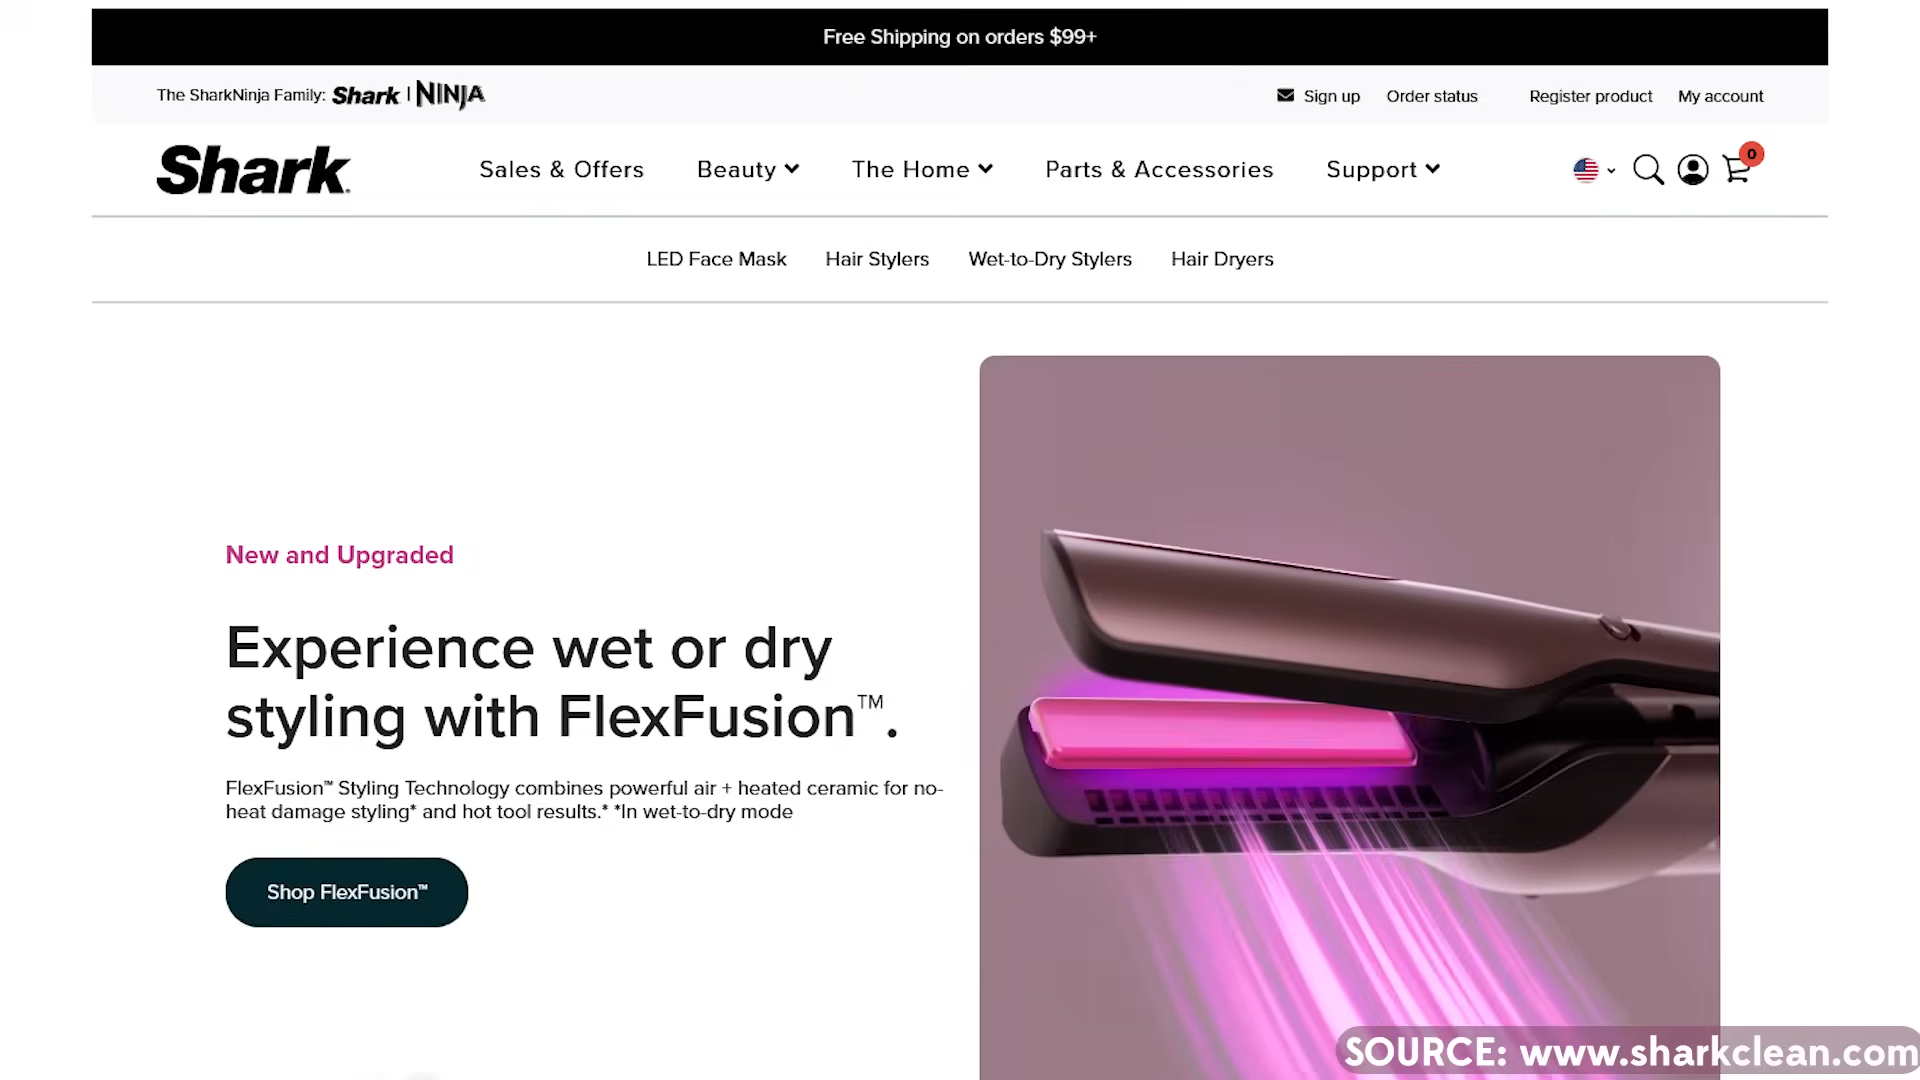 Free Shipping on orders $99+
The SharkNinja Family: Shark | NINJA
Sign up Order status Register product My account
Shark.
Sales & Offers Beauty The Home Parts & Accessories Support
0
LED Face Mask Hair Stylers Wet-to-Dry Stylers Hair Dryers
New and Upgraded
Experience wet or dry
styling with FlexFusion™.
FlexFusion™ Styling Technology combines powerful air + heated ceramic for no-
heat damage styling* and hot tool results.* *In wet-to-dry mode
Shop FlexFusion™
SOURCE: www.sharkclean.com